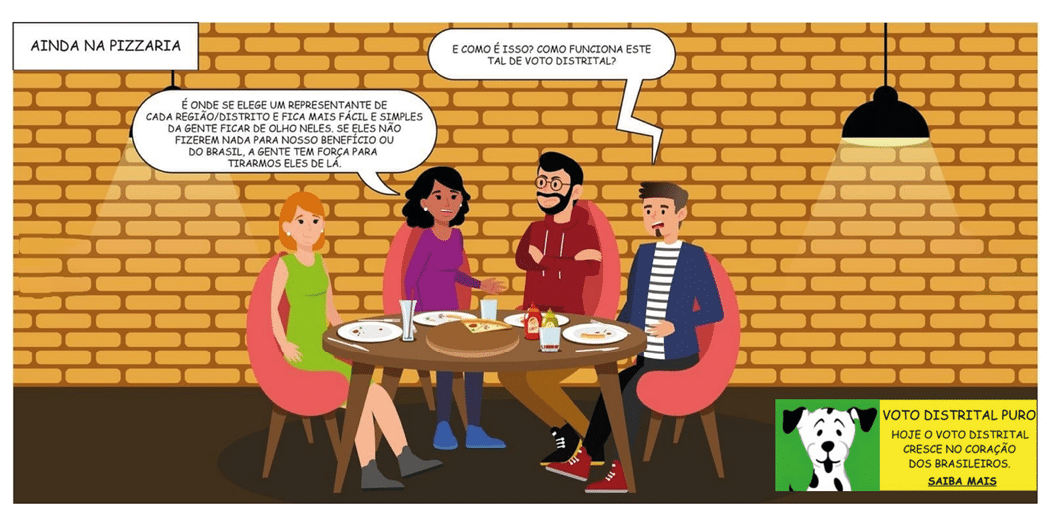 AINDA NA PIZZARIA
E COMO É ISSO? COMO FUNCIONA ESTE
TAL DE VOTO DISTRITAL?
É ONDE SE ELEGE UM REPRESENTANTE DE
CADA REGIÃO/DISTRITO E FICA MAIS FÁCIL E SIMPLES
DA GENTE FICAR DE OLHO NELES. SE ELES NÃO
FIZEREM NADA PARA NOSSO BENEFÍCIO OU
DO BRASIL, A GENTE TEM FORÇA PARA
TIRARMOS ELES DE LÁ.
VOTO DISTRITAL PURO
HOJE O VOTO DISTRITAL
CRESCE NO CORAÇÃO
DOS BRASILEIROS.
SAIBA MAIS